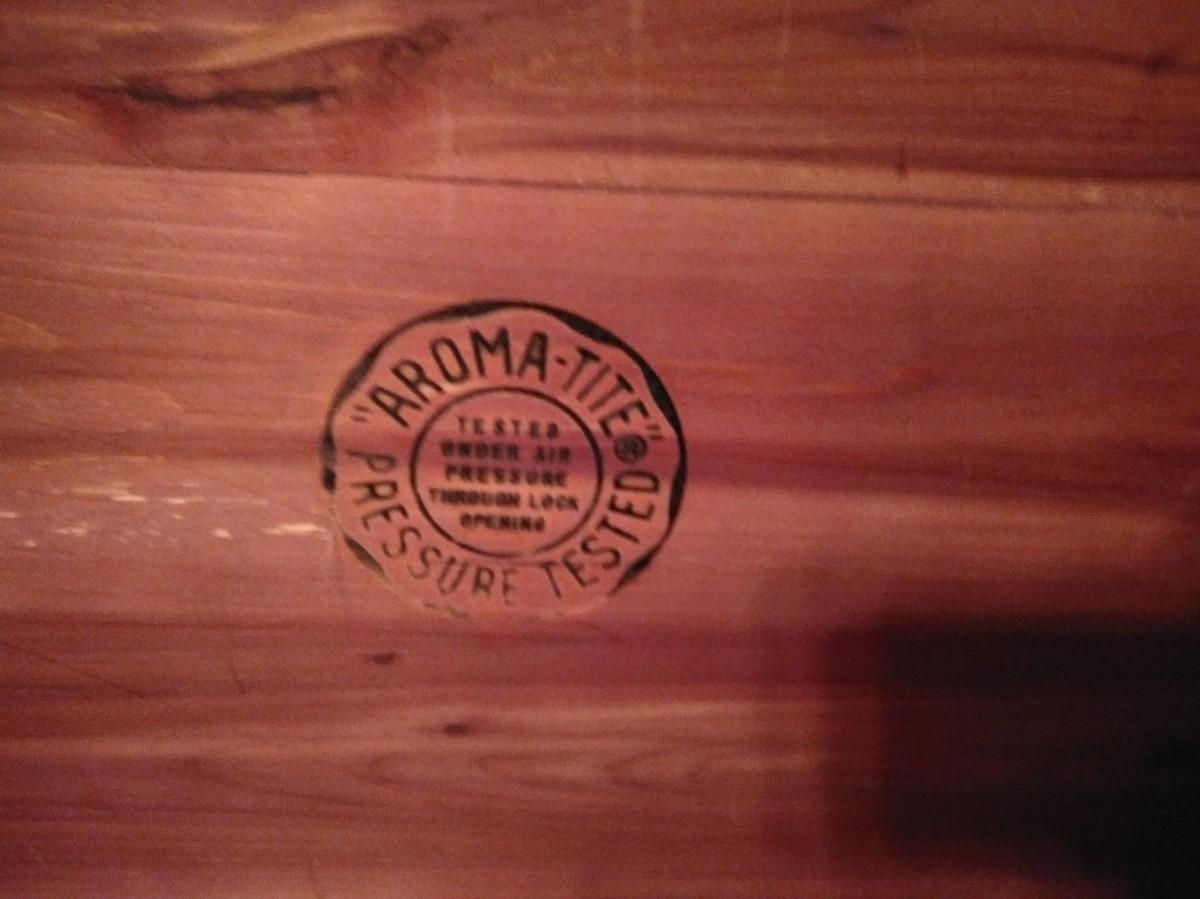 "AROMA-TITE"®
TESTED
UNDER AIR
PRESSURE
THROUGH LOCK
OPENING
PRESSURE TESTED